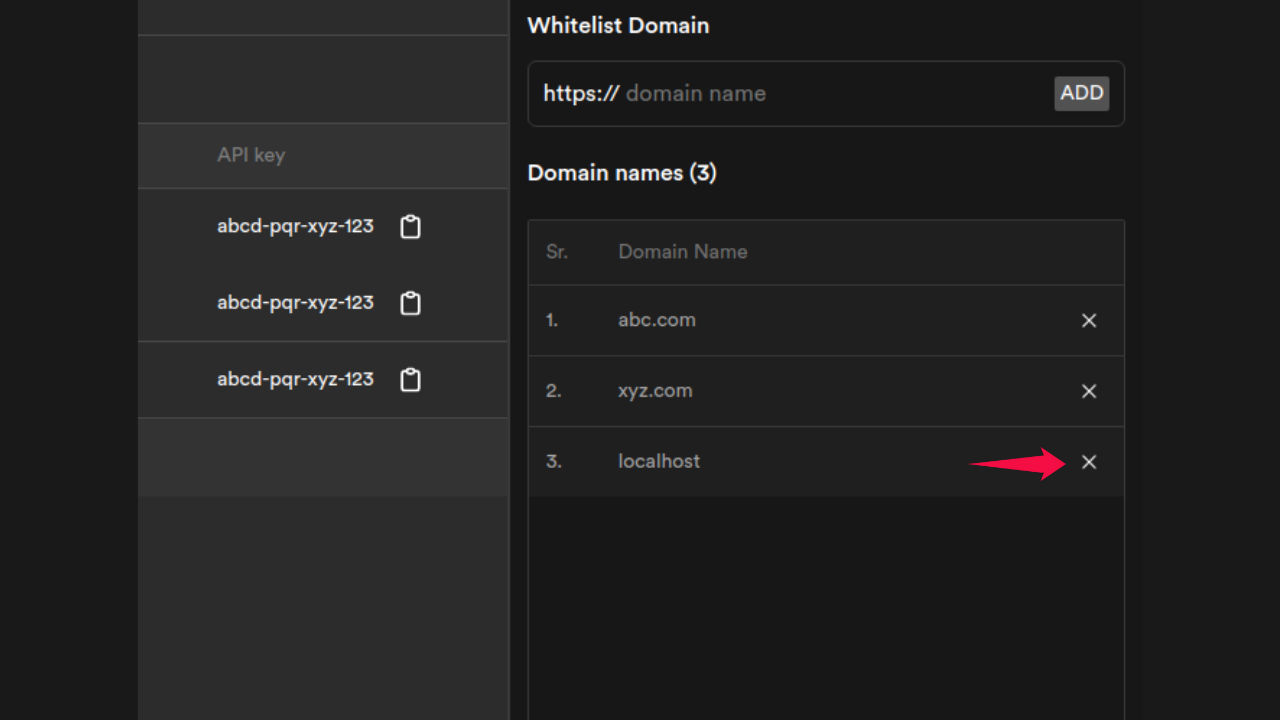 Whitelist Domain
https:// domain name ADD
Domain names (3)
Sr. Domain Name
1. abc.com
2. xyz.com
3. localhost
API key
abcd-pqr-xyz-123
abcd-pqr-xyz-123
abcd-pqr-xyz-123